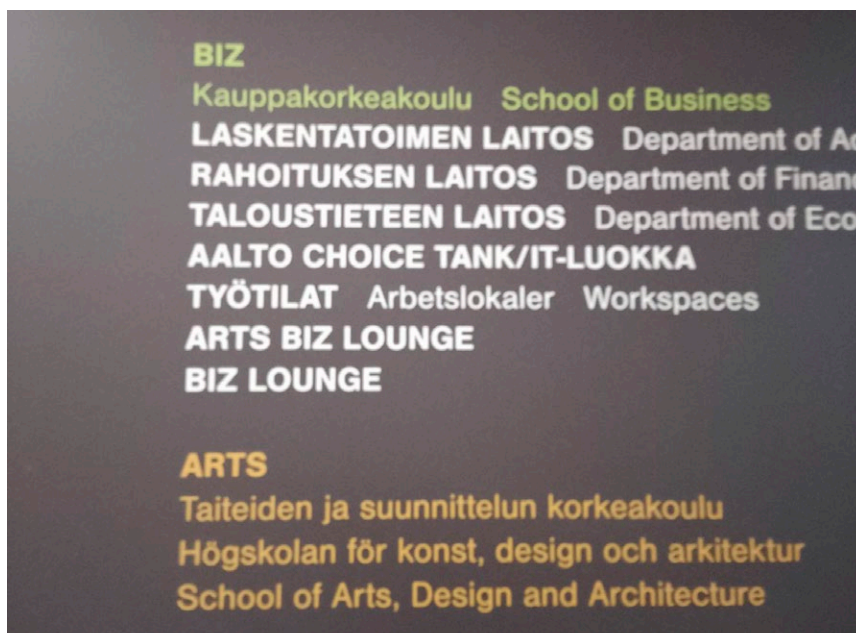 BIZ
Kauppakorkeakoulu School of Business
LASKENTATOIMEN LAITOS Department of
RAHOITUKSEN LAITOS Department of
TALOUSTIETEEN LAITOS Department of
AALTO CHOICE TANK/IT-LUOKKA
TYÖTILAT Arbetslokaler Workspaces
ARTS BIZ LOUNGE
BIZ LOUNGE
ARTS
Taiteiden ja suunnittelun korkeakoulu
Högskolan för konst, design och arkitektur
School of Arts, Design and Architecture